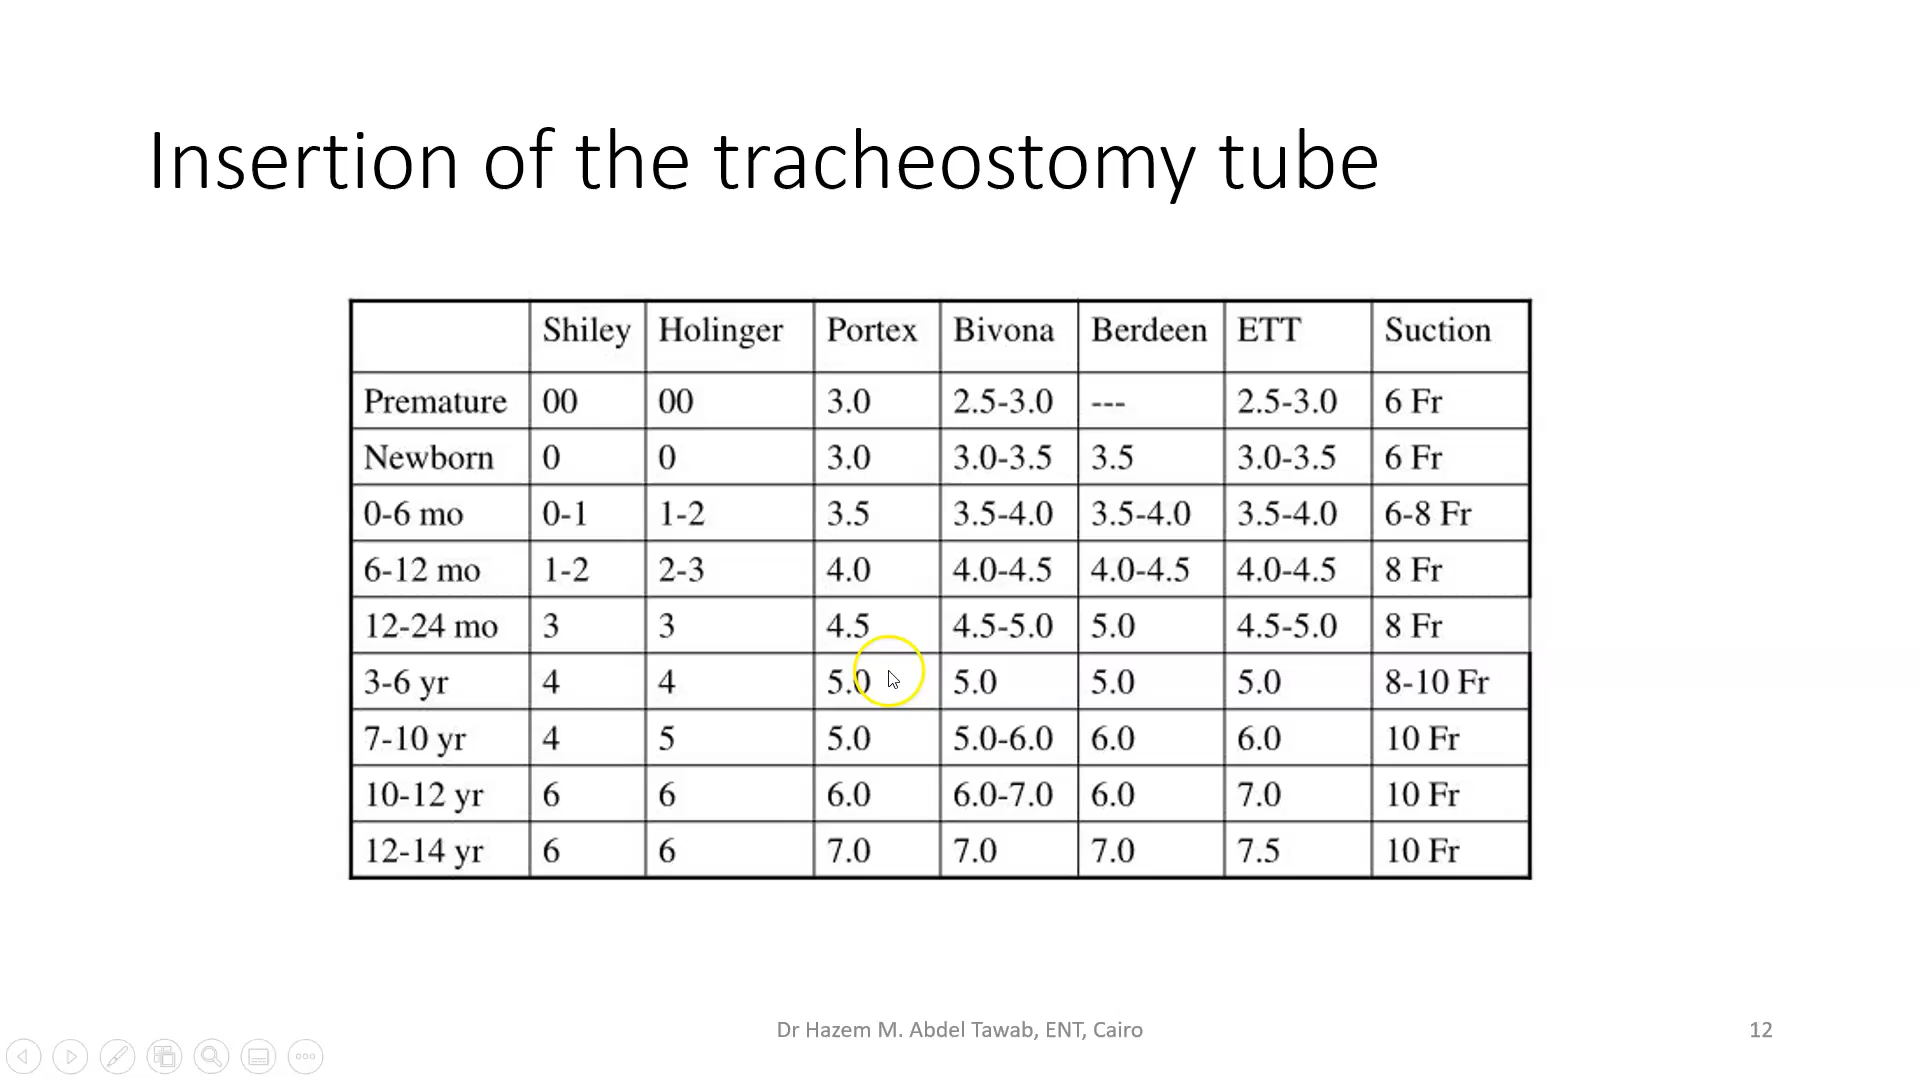 Insertion of the tracheostomy tube
Shiley Holinger Portex Bivona Berdeen ETT Suction
Premature 00 00 3.0 2.5-3.0 --- 2.5-3.0 6 Fr
Newborn 0 0 3.0 3.0-3.5 3.5 3.0-3.5 6 Fr
0-6 mo 0-1 1-2 3.5 3.5-4.0 3.5-4.0 3.5-4.0 6-8 Fr
6-12 mo 1-2 2-3 4.0 4.0-4.5 4.0-4.5 4.0-4.5 8 Fr
12-24 mo 3 3 4.5 4.5-5.0 5.0 4.5-5.0 8 Fr
3-6 yr 4 4 5.0 5.0 5.0 5.0 8-10 Fr
7-10 yr 4 5 5.0 5.0-6.0 6.0 6.0 10 Fr
10-12 yr 6 6 6.0 6.0-7.0 6.0 7.0 10 Fr
12-14 yr 6 6 7.0 7.0 7.0 7.5 10 Fr
Dr Hazem M. Abdel Tawab, ENT, Cairo 12